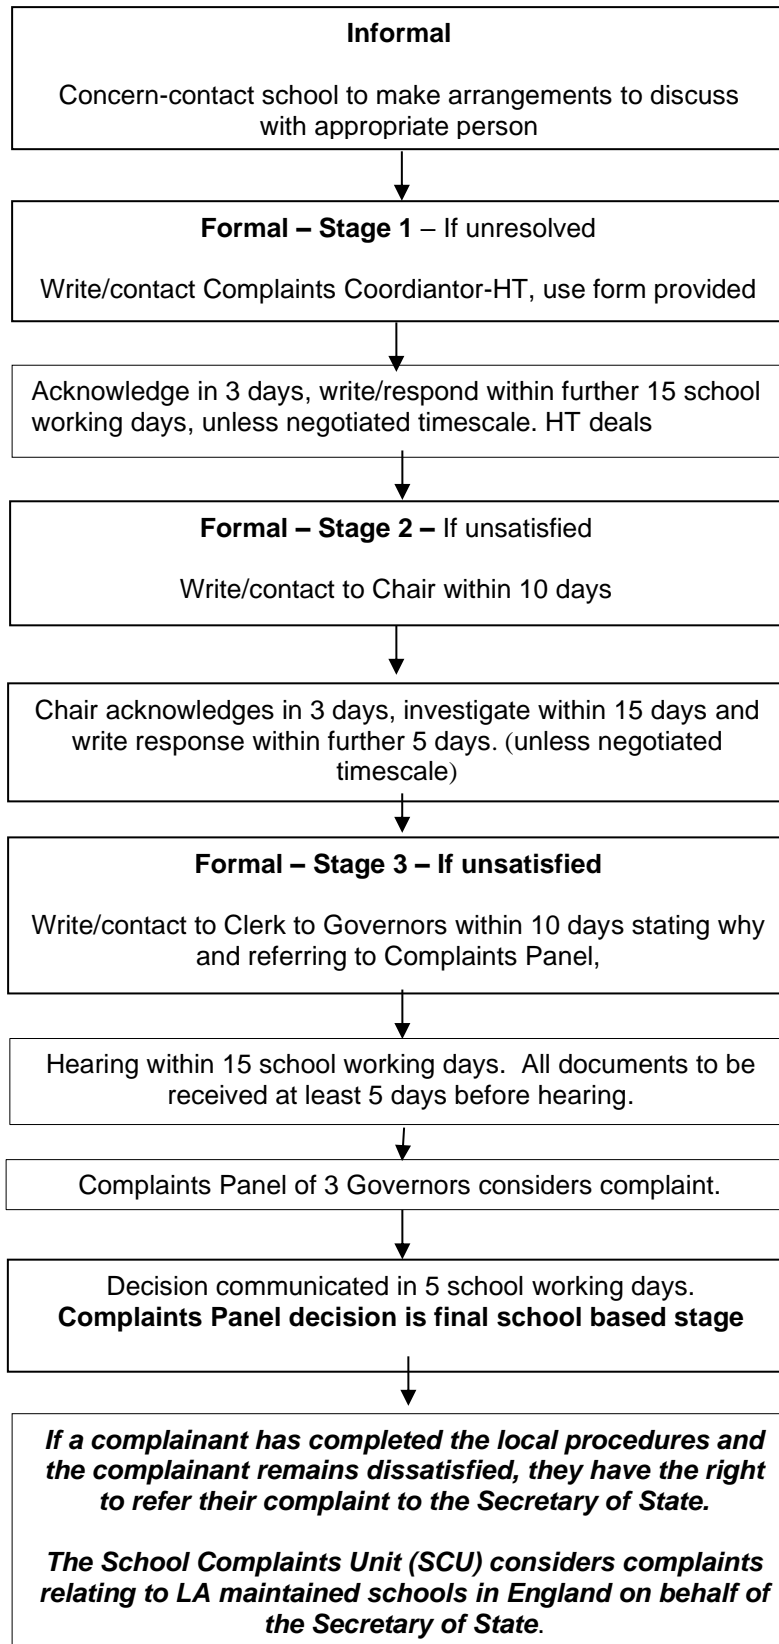 Informal
Concern-contact school to make arrangements to discuss
with appropriate person
Formal – Stage 1 – If unresolved
Write/contact Complaints Coordiantor-HT, use form provided
Acknowledge in 3 days, write/respond within further 15 school
working days, unless negotiated timescale. HT deals
Formal – Stage 2 – If unsatisfied
Write/contact to Chair within 10 days
Chair acknowledges in 3 days, investigate within 15 days and
write response within further 5 days. (unless negotiated
timescale)
Formal – Stage 3 – If unsatisfied
Write/contact to Clerk to Governors within 10 days stating why
and referring to Complaints Panel,
Hearing within 15 school working days.  All documents to be
received at least 5 days before hearing.
Complaints Panel of 3 Governors considers complaint.
Decision communicated in 5 school working days.
Complaints Panel decision is final school based stage
If a complainant has completed the local procedures and
the complainant remains dissatisfied, they have the right
to refer their complaint to the Secretary of State.
The School Complaints Unit (SCU) considers complaints
relating to LA maintained schools in England on behalf of
the Secretary of State.